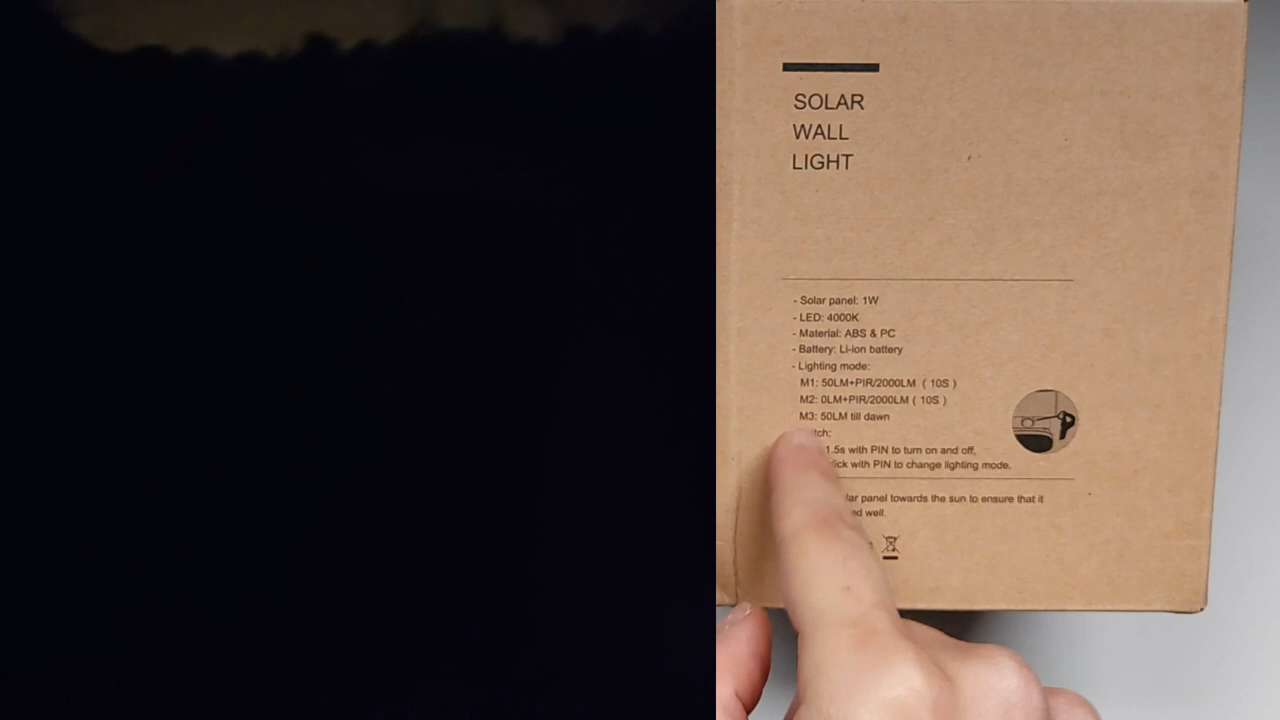 SOLAR
WALL
LIGHT
- Solar panel: 1W
- LED: 4000K
- Material: ABS & PC
- Battery: Li-ion battery
- Lighting mode:
M1: 50LM+PIR/2000LM ( 10S )
M2: 0LM+PIR/2000LM ( 10S )
M3: 50LM till dawn
1.5s with PIN to turn on and off,
with PIN to change lighting mode.
panel towards the sun to ensure that it
well.